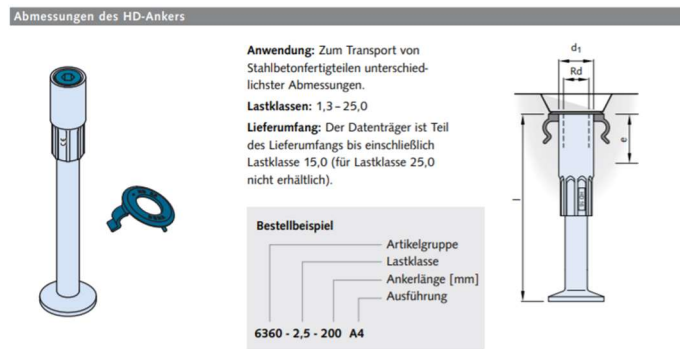 Abmessungen des HD-Ankers
Anwendung: Zum Transport von
Stahlbetonfertigteilen unterschied-
lichster Abmessungen.
Lastklassen: 1,3 – 25,0
Lieferumfang: Der Datenträger ist Teil
des Lieferumfangs bis einschließlich
Lastklasse 15,0 (für Lastklasse 25,0
nicht erhältlich).
Bestellbeispiel
Artikelgruppe
Lastklasse
Ankerlänge [mm]
Ausführung
6360 - 2,5 - 200 A4
d₁
Rd
e
l